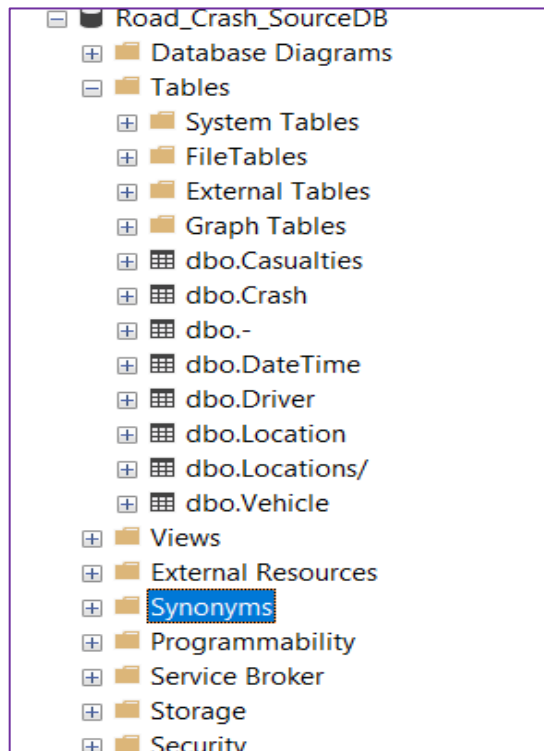 Road_Crash_SourceDB
Database Diagrams
Tables
System Tables
FileTables
External Tables
Graph Tables
dbo.Casualties
dbo.Crash
dbo.-
dbo.DateTime
dbo.Driver
dbo.Location
dbo.Locations/
dbo.Vehicle
Views
External Resources
Synonyms
Programmability
Service Broker
Storage
Security